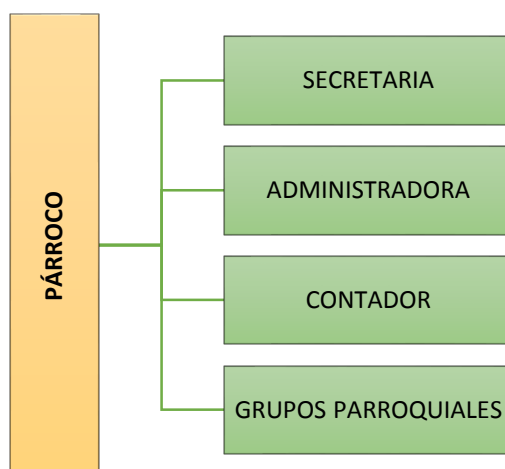 PÁRROCO
SECRETARIA
ADMINISTRADORA
CONTADOR
GRUPOS PARROQUIALES